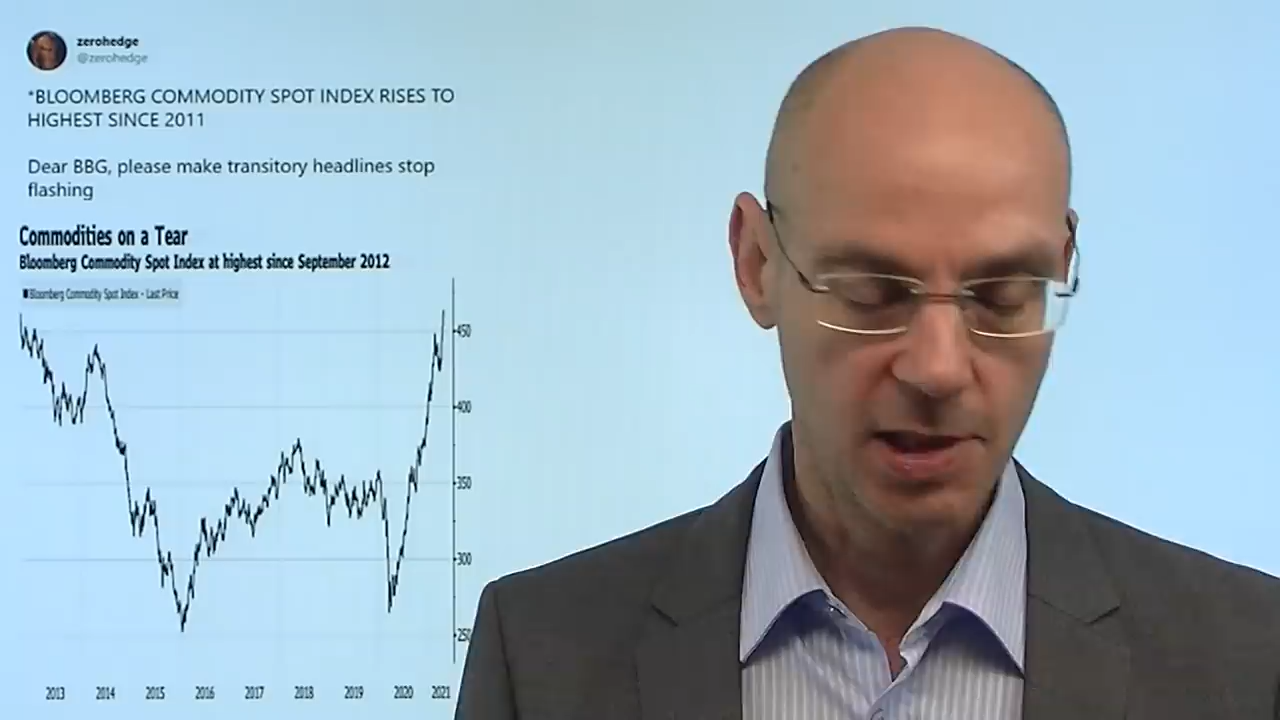 zerohedge
@zerohedge
*BLOOMBERG COMMODITY SPOT INDEX RISES TO
HIGHEST SINCE 2011
Dear BBG, please make transitory headlines stop
flashing
Commodities on a Tear
Bloomberg Commodity Spot Index at highest since September 2012
Bloomberg Commodity Spot Index - Last Price
450
400
350
300
250
2013 2014 2015 2016 2017 2018 2019 2020 2021